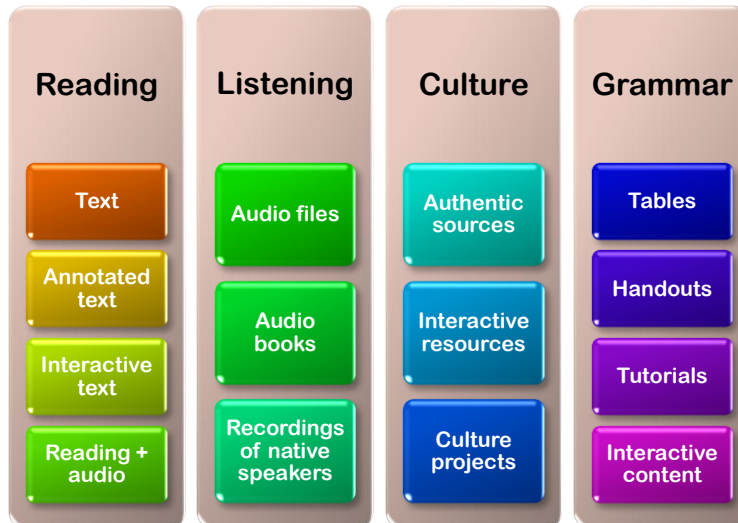 Reading
Text
Annotated
text
Interactive
text
Reading +
audio
Listening
Audio files
Audio
books
Recordings
of native
speakers
Culture
Authentic
sources
Interactive
resources
Culture
projects
Grammar
Tables
Handouts
Tutorials
Interactive
content